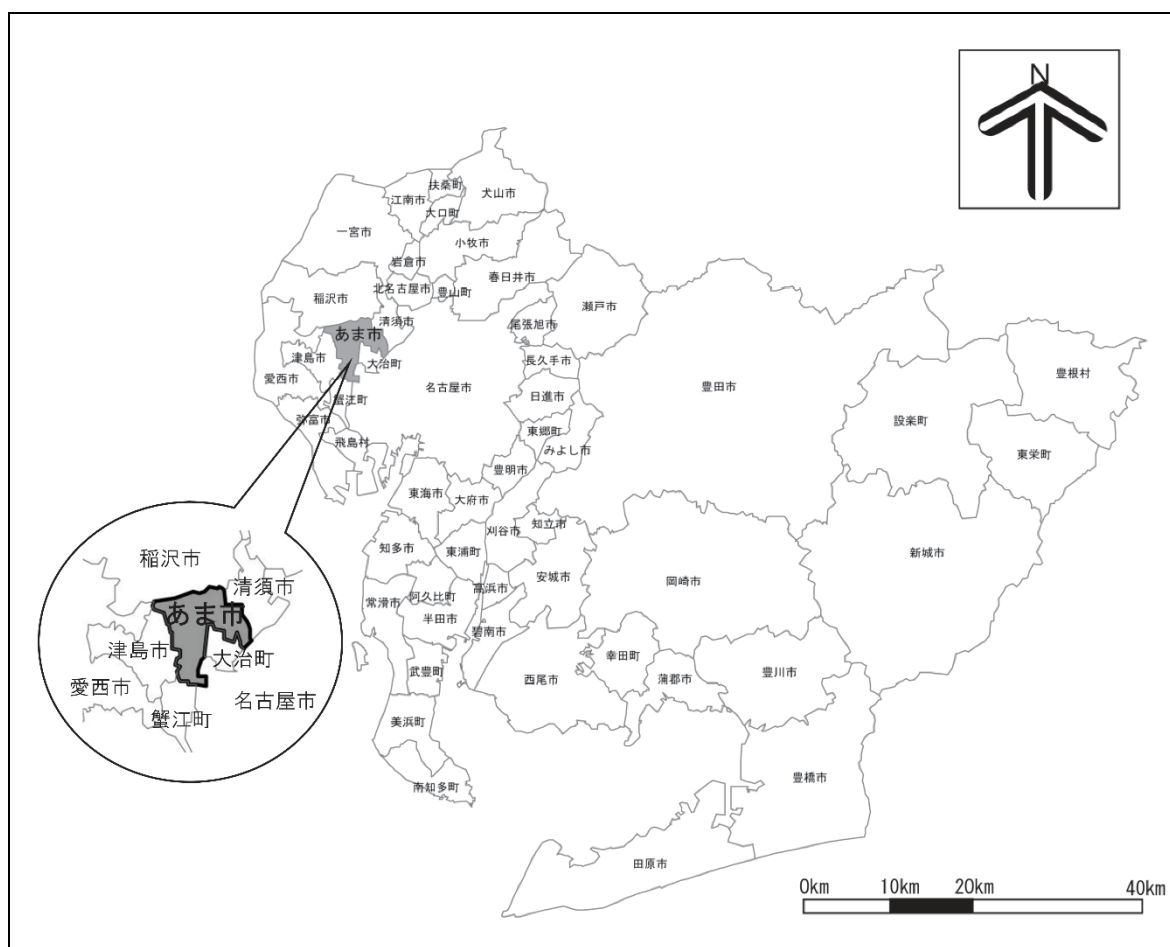 N
扶桑町
犬山市
江南市
大口町
一宮市
小牧市
岩倉市
春日井市
北名古屋市
豊山町
稲沢市
瀬戸市
清須市
尾張旭市
あま市
津島市
大治町
長久手市
愛西市
名古屋市
豊田市
豊根村
日進市
蟹江町
設楽町
弥富市
東郷町
飛島村
みよし市
東栄町
豊明市
東海市
大府市
知立市
刈谷市
知多市
東浦町
新城市
安城市
岡崎市
高浜市
阿久比町
常滑市
半田市
碧南市
幸田町
武豊町
西尾市
蒲郡市
豊川市
美浜町
豊橋市
南知多町
田原市
稲沢市
清須市
あま市
津島市
大治町
愛西市
名古屋市
蟹江町
0km 10km 20km 40km